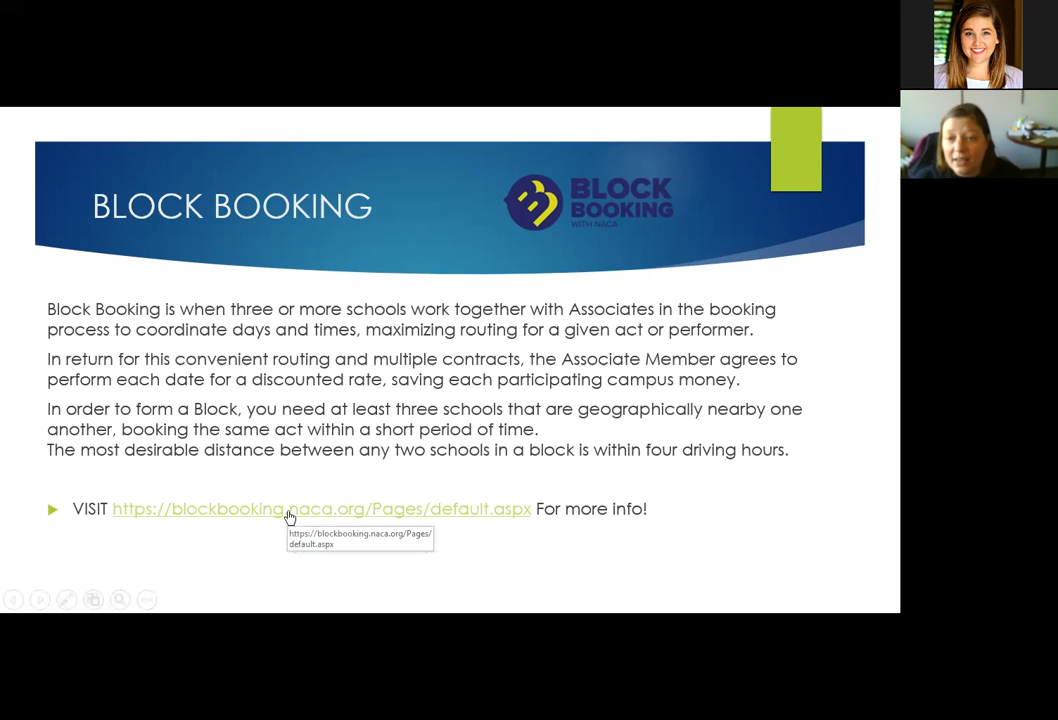 BLOCK BOOKING
BLOCK
BOOKING
WITH NACA
Block Booking is when three or more schools work together with Associates in the booking
process to coordinate days and times, maximizing routing for a given act or performer.
In return for this convenient routing and multiple contracts, the Associate Member agrees to
perform each date for a discounted rate, saving each participating campus money.
In order to form a Block, you need at least three schools that are geographically nearby one
another, booking the same act within a short period of time.
The most desirable distance between any two schools in a block is within four driving hours.
VISIT https://blockbooking.naca.org/Pages/default.aspx For more info!
https://blockbooking.naca.org/Pages/
default.aspx